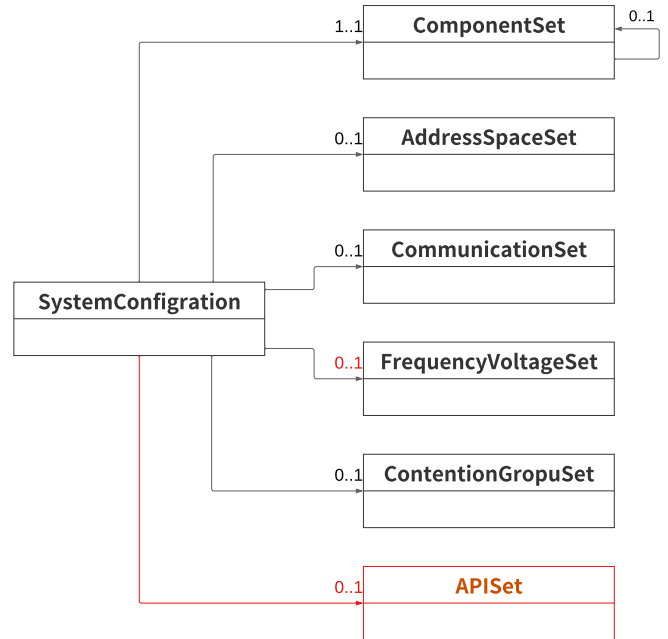 0..1
1..1
ComponentSet
0..1
AddressSpaceSet
0..1
CommunicationSet
SystemConfigration
0..1
FrequencyVoltageSet
0..1
ContentionGropuSet
0..1
APISet